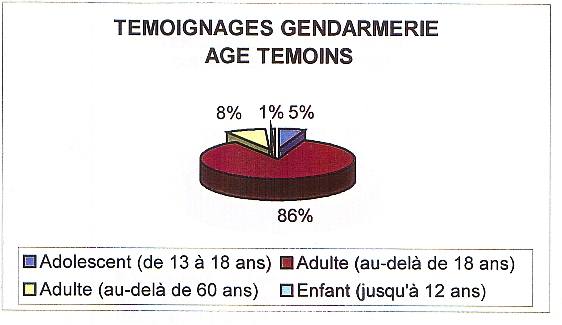 TEMOIGNAGES GENDARMERIE
AGE TEMOINS
8% 1% 5%
86%
Adolescent (de 13 à 18 ans) Adulte (au-delà de 18 ans)
Adulte (au-delà de 60 ans) Enfant (jusqu'à 12 ans)